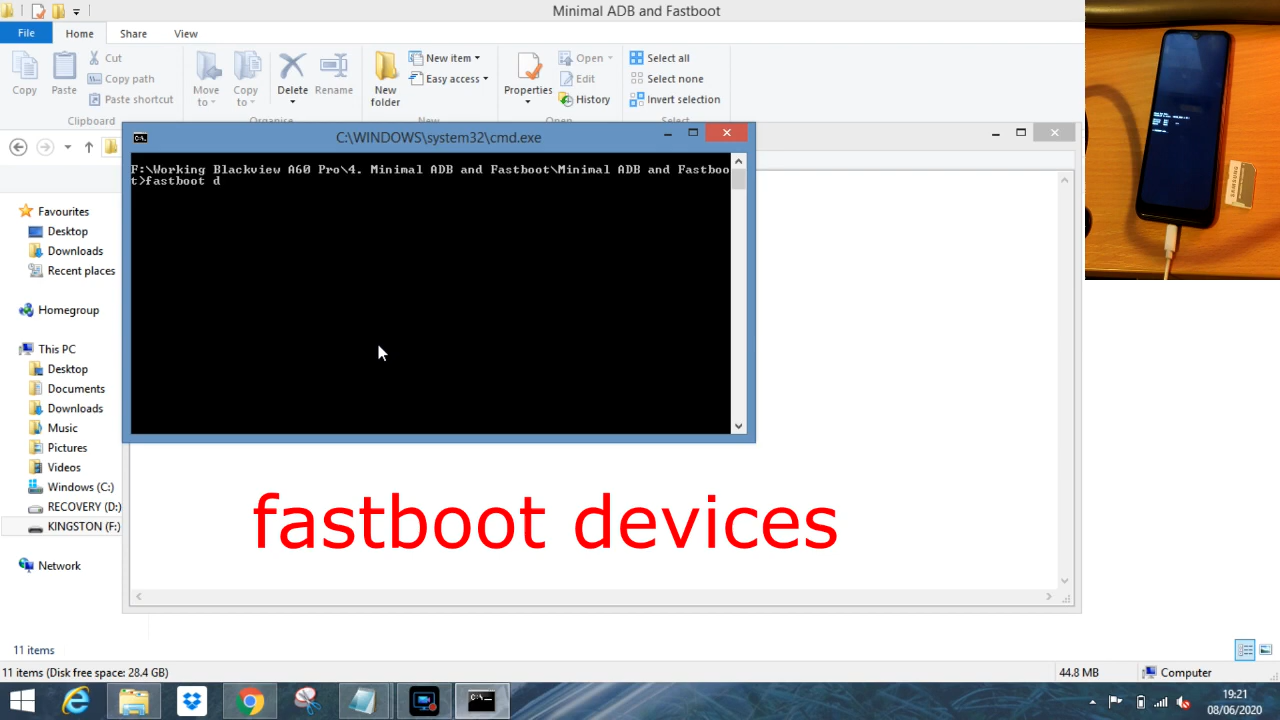 Minimal ADB and Fastboot
File
Home
Share
View
Copy
Paste
Cut
Copy path
Paste shortcut
Clipboard
Move to
Copy to
Delete
Rename
Organise
New folder
New item
Easy access
New
Properties
Open
Edit
History
Open
Select all
Select none
Invert selections
Select
C:\WINDOWS\system32\cmd.exe
F:\Working Blackview A60 Pro\4. Minimal ADB and Fastboot\Minimal ADB and Fastboo
t>fastboot d
Favourites
Desktop
Downloads
Recent places
Homegroup
This PC
Desktop
Documents
Downloads
Music
Pictures
Videos
Windows (C:)
RECOVERY (D:)
KINGSTON (F:)
Network
fastboot devices
SAMSUNG
11 items
11 items (Disk free space: 28.4 GB)
44.8 MB
Computer
19:21
08/06/2020